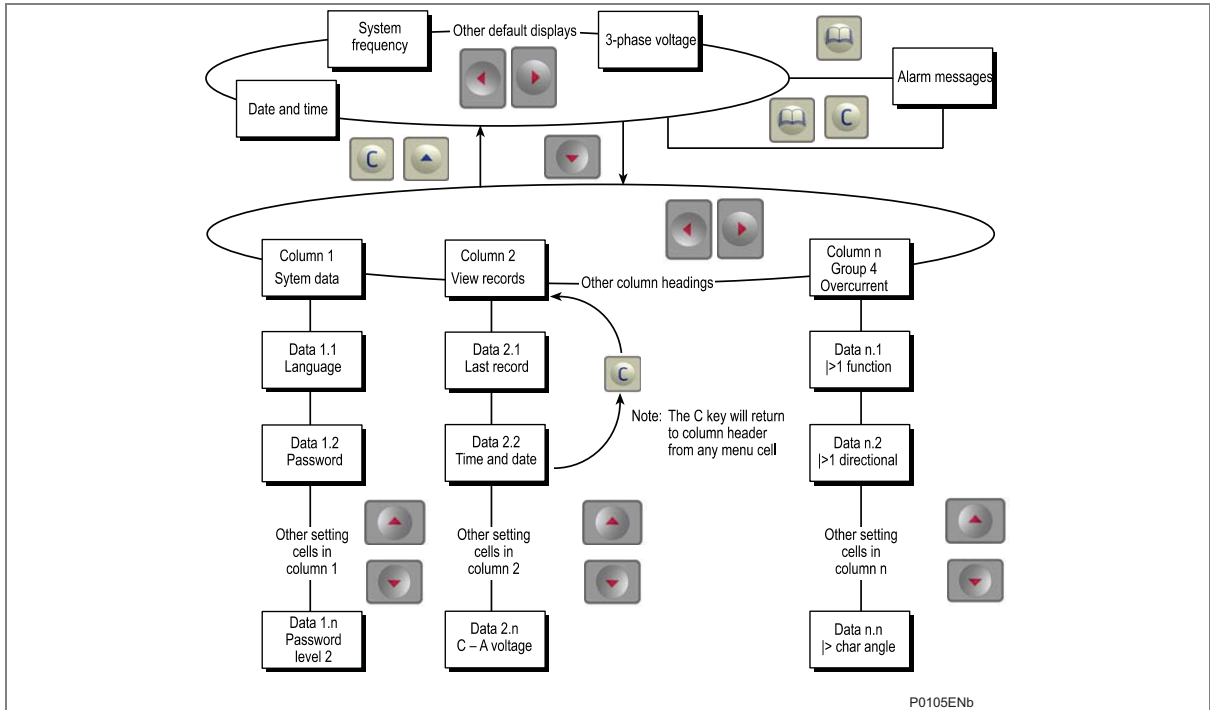 System
frequency
Other default displays
3-phase voltage
Alarm messages
Date and time
C
C
Column 1
Sytem data
Column 2
View records
Other column headings
Column n
Group 4
Overcurrent
Data 1.1
Language
Data 2.1
Last record
C
Data n.1
|>1 function
Note: The C key will return
to column header
from any menu cell
Data 1.2
Password
Data 2.2
Time and date
Data n.2
|>1 directional
Other setting
cells in
column 1
Other setting
cells in
column 2
Other setting
cells in
column n
Data 1.n
Password
level 2
Data 2.n
C – A voltage
Data n.n
|> char angle
P0105ENb